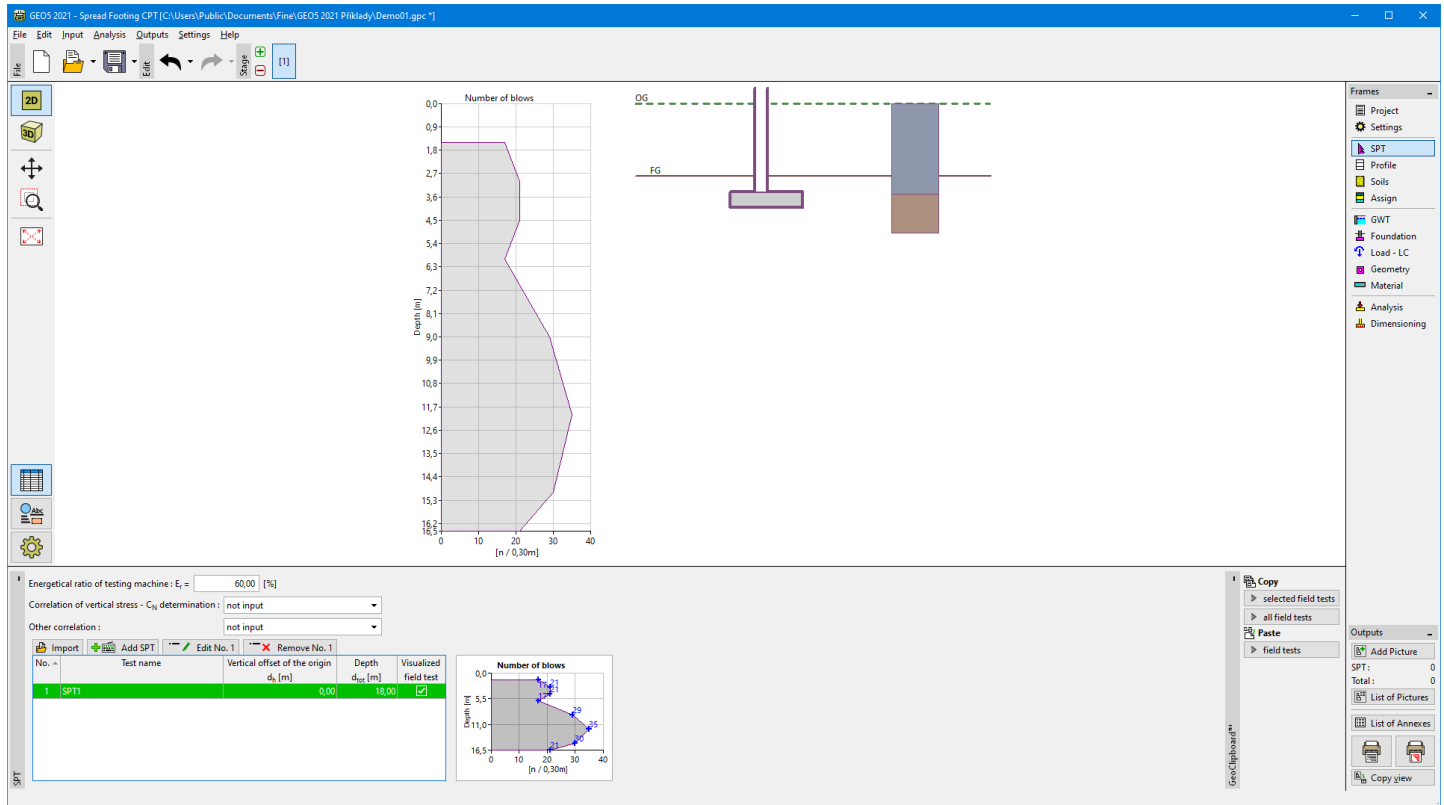 GEO5 2021 - Spread Footing CPT [C:\Users\Public\Documents\Fine\GEO5 2021 Příklady\Demo01.gpc *]
File Edit Input Analysis Outputs Settings Help
File
Edit
Stage
[1]
2D
3D
Abc
Number of blows
0,0
0,9
1,8
2,7
3,6
4,5
5,4
6,3
7,2
8,1
9,0
9,9
10,8
11,7
12,6
13,5
14,4
15,3
16,2
16,5
Depth [m]
0 10 20 30 40
[n / 0,30m]
OG
FG
Frames
Project
Settings
SPT
Profile
Soils
Assign
GWT
Foundation
Load - LC
Geometry
Material
Analysis
Dimensioning
Energetical ratio of testing machine : Er = 60,00 [%]
Correlation of vertical stress - CN determination : not input
Other correlation : not input
Import Add SPT Edit No. 1 Remove No. 1
No. Test name Vertical offset of the origin Depth Visualized
dh [m] dtot [m] field test
1 SPT1 0,00 18,00
SPT
Number of blows
0,0
5,5
11,0
16,5
Depth [m]
17
21
21
17
29
35
30
21
0 10 20 30 40
[n / 0,30m]
GeoClipboard™
Copy
selected field tests
all field tests
Paste
field tests
Outputs
Add Picture
SPT : 0
Total : 0
List of Pictures
List of Annexes
Copy view